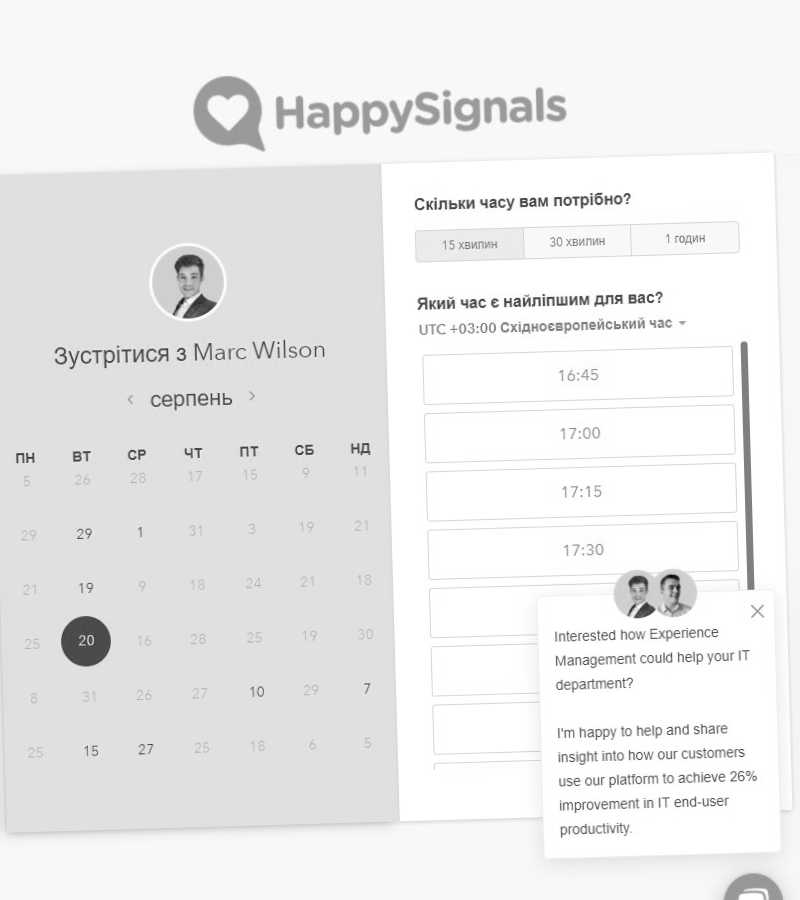 HappySignals
Зустрітися з Marc Wilson
серпень
ПН ВТ СР ЧТ ПТ СБ НД
5 26 28 17 15 9 11
29 29 1 31 3 19 21
21 19 9 18 24 21 18
25 20 16 28 25 19 30
8 31 26 27 10 29 7
25 15 27 25 18 6 5
Скільки часу вам потрібно?
15 хвилин 30 хвилин 1 годин
Який час є найліпшим для вас?
UTC +03:00 Східноєвропейський час
16:45
17:00
17:15
17:30
Interested how Experience
Management could help your IT
department?
I'm happy to help and share
insight into how our customers
use our platform to achieve 26%
improvement in IT end-user
productivity.